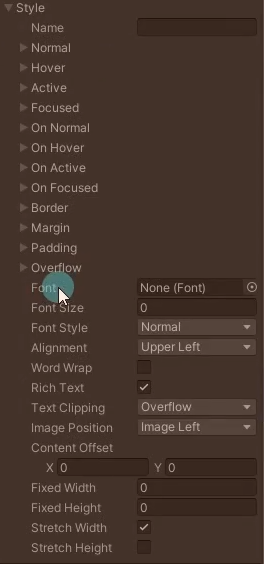 Style
Name
Normal
Hover
Active
Focused
On Normal
On Hover
On Active
On Focused
Border
Margin
Padding
Overflow
Font None (Font)
Font Size 0
Font Style Normal
Alignment Upper Left
Word Wrap
Rich Text
Text Clipping Overflow
Image Position Image Left
Content Offset
X 0 Y 0
Fixed Width 0
Fixed Height 0
Stretch Width
Stretch Height